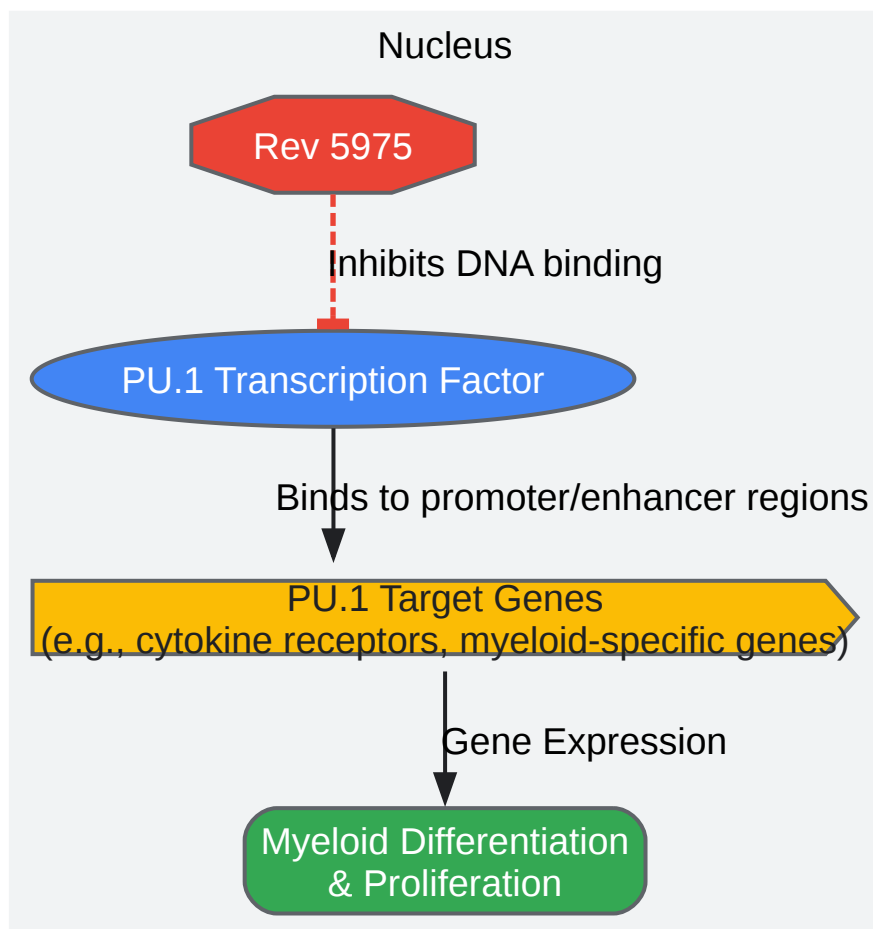 Nucleus
Rev 5975
Inhibits DNA binding
PU.1 Transcription Factor
Binds to promoter/enhancer regions
PU.1 Target Genes
(e.g., cytokine receptors, myeloid-specific genes)
Gene Expression
Myeloid Differentiation
& Proliferation